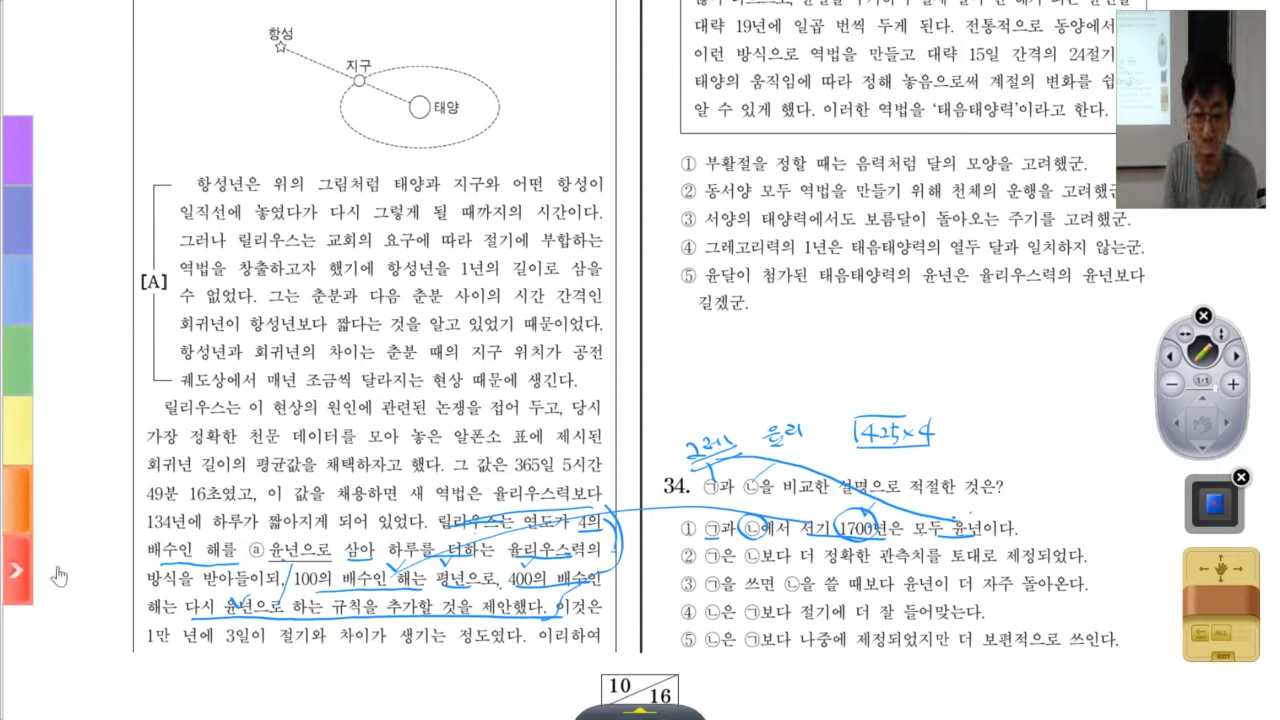 항성
지구
태양
항성년은 위의 그림처럼 태양과 지구와 어떤 항성이
일직선에 놓였다가 다시 그렇게 될 때까지의 시간이다.
그러나 릴리우스는 교회의 요구에 따라 절기에 부합하는
역법을 창출하고자 했기에 항성년을 1년의 길이로 삼을
[A]
수 없었다. 그는 춘분과 다음 춘분 사이의 시간 간격인
회귀년이 항성년보다 짧다는 것을 알고 있었기 때문이었다.
항성년과 회귀년의 차이는 춘분 때의 지구 위치가 공전
궤도상에서 매년 조금씩 달라지는 현상 때문에 생긴다.
릴리우스는 이 현상의 원인에 관련된 논쟁을 접어 두고, 당시
가장 정확한 천문 데이터를 모아 놓은 알폰소 표에 제시된
회귀년 길이의 평균값을 채택하자고 했다. 그 값은 365일 5시간
49분 16초였고, 이 값을 채용하면 새 역법은 율리우스력보다
134년에 하루가 짧아지게 되어 있었다. 릴리우스는 연도가 4의
배수인 해를 ⓐ 윤년으로 삼아 하루를 더하는 율리우스력의
방식을 받아들이되, 100의 배수인 해는 평년으로, 400의 배수인
해는 다시 윤년으로 하는 규칙을 추가할 것을 제안했다. 이것은
1만 년에 3일이 절기와 차이가 생기는 정도였다. 이리하여
대략 19년에 일곱 번씩 두게 된다. 전통적으로 동양에서
이런 방식으로 역법을 만들고 대략 15일 간격의 24절기
태양의 움직임에 따라 정해 놓음으로써 계절의 변화를 쉽
알 수 있게 했다. 이러한 역법을 ‘태음태양력’이라고 한다.
① 부활절을 정할 때는 음력처럼 달의 모양을 고려했군.
② 동서양 모두 역법을 만들기 위해 천체의 운행을 고려했군
③ 서양의 태양력에서도 보름달이 돌아오는 주기를 고려했군.
④ 그레고리력의 1년은 태음태양력의 열두 달과 일치하지 않는군.
⑤ 윤달이 첨가된 태음태양력의 윤년은 율리우스력의 윤년보다
길겠군.
그레 율리 425×4
34. ㉠과 ㉡을 비교한 설명으로 적절한 것은?
① ㉠과 ㉡에서 서기 1700년은 모두 윤년이다.
② ㉠은 ㉡보다 더 정확한 관측치를 토대로 제정되었다.
③ ㉠을 쓰면 ㉡을 쓸 때보다 윤년이 더 자주 돌아온다.
④ ㉡은 ㉠보다 절기에 더 잘 들어맞는다.
⑤ ㉡은 ㉠보다 나중에 제정되었지만 더 보편적으로 쓰인다.
10
16
1:1
ALL
EXIT